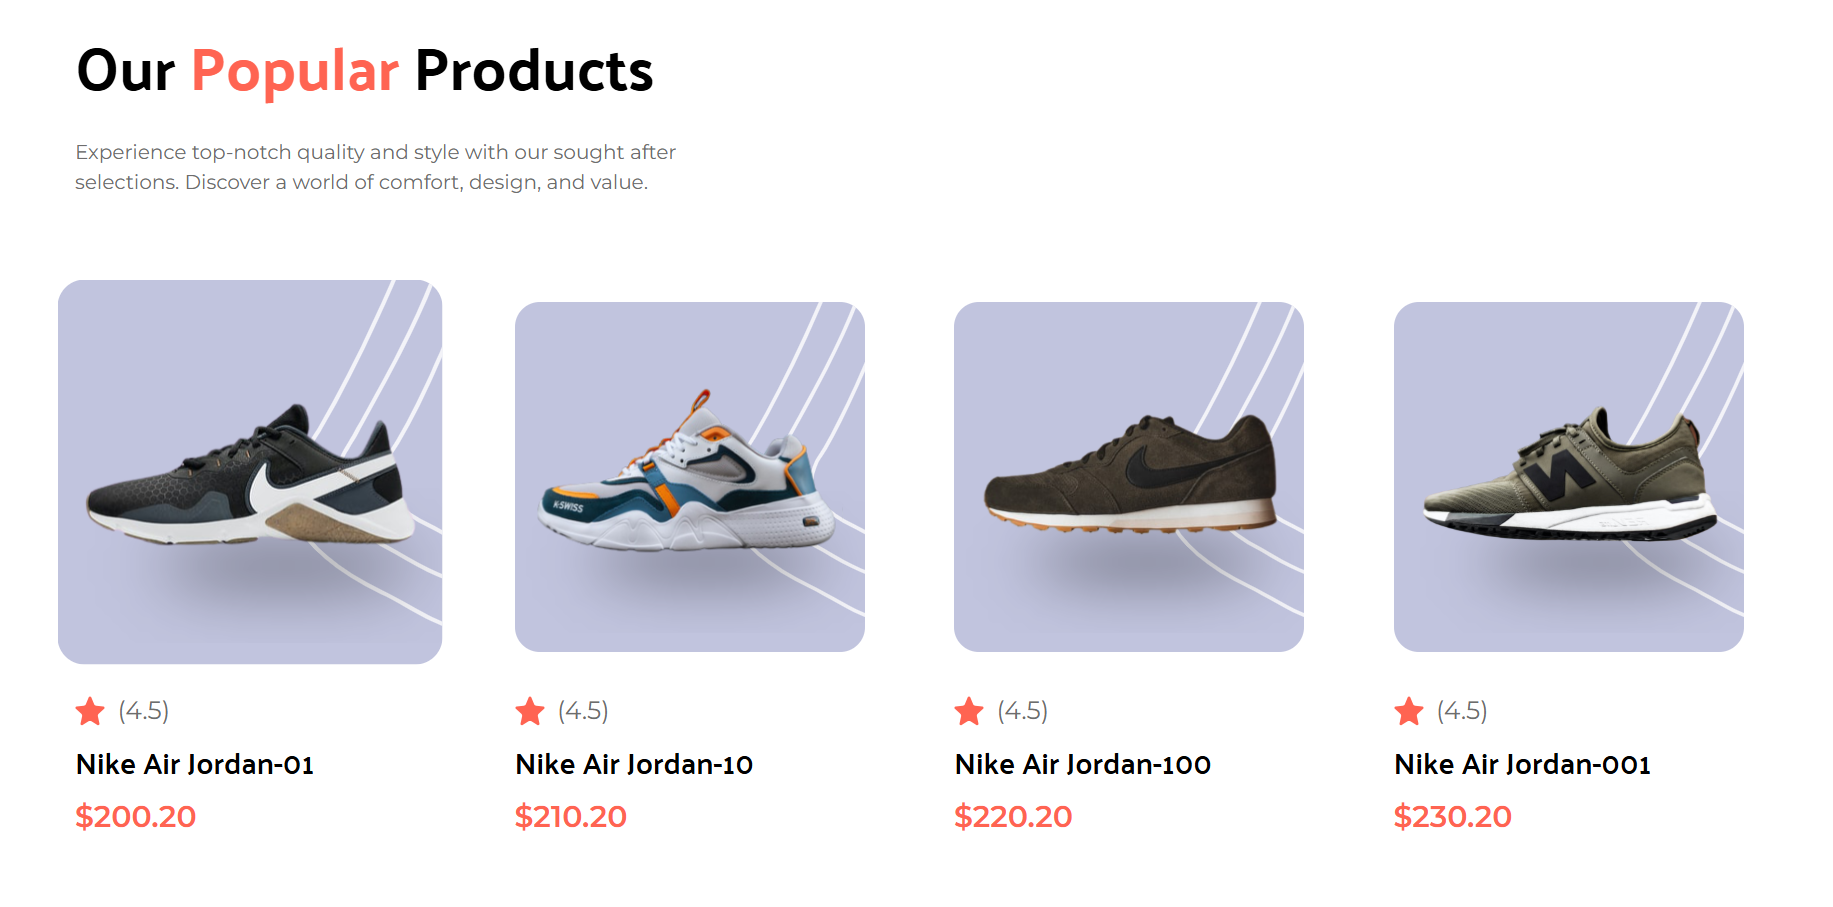 Our Popular Products
Experience top-notch quality and style with our sought after
selections. Discover a world of comfort, design, and value.
K-SWISS
N
(4.5)
(4.5)
(4.5)
(4.5)
Nike Air Jordan-01
Nike Air Jordan-10
Nike Air Jordan-100
Nike Air Jordan-001
$200.20
$210.20
$220.20
$230.20